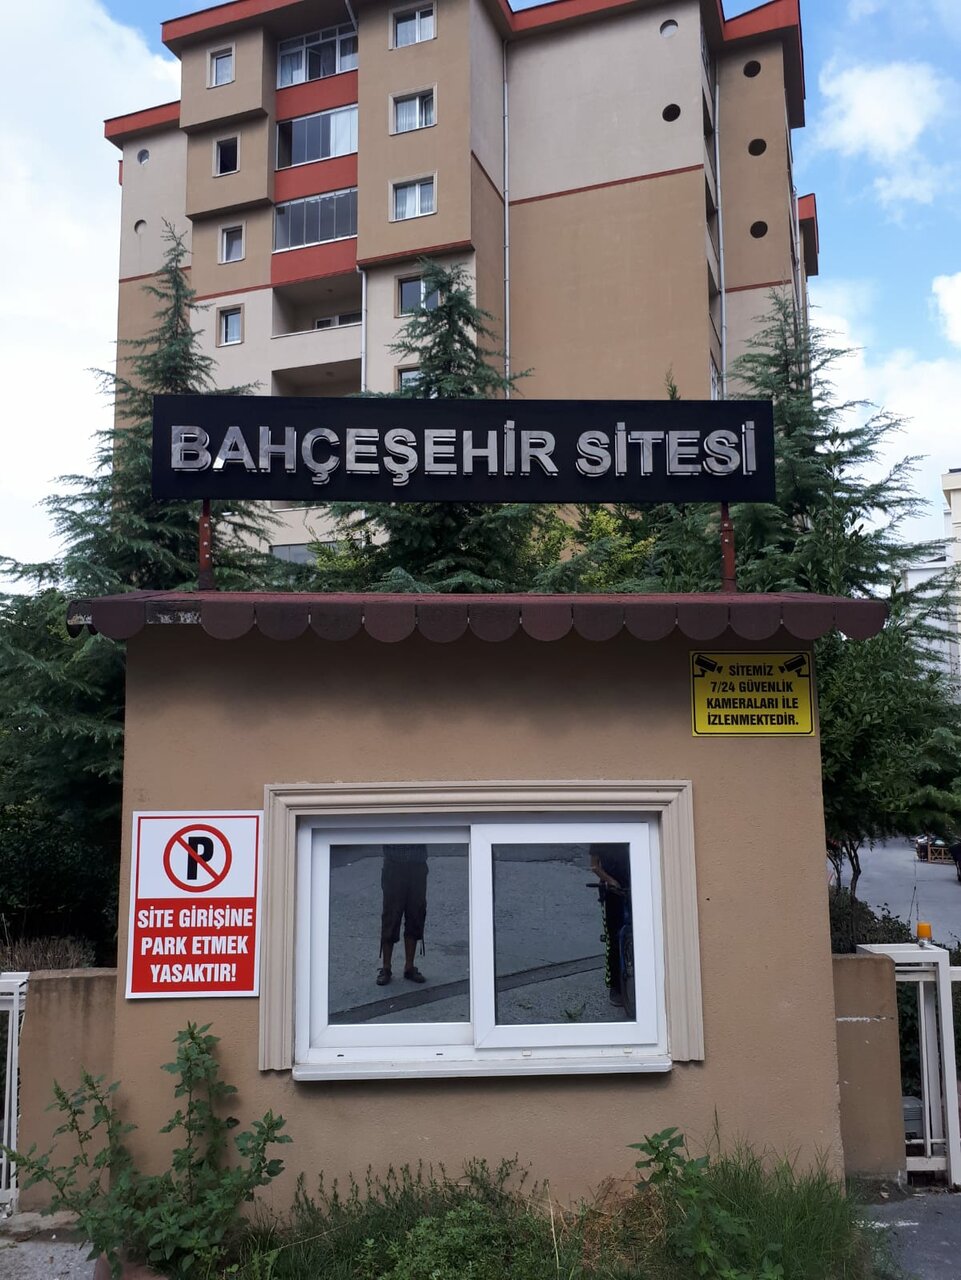 BAHÇEŞEHİR SİTESİ
SİTEMİZ
7/24 GÜVENLİK
KAMERALARI İLE
İZLENMEKTEDİR.
P
SİTE GİRİŞİNE
PARK ETMEK
YASAKTIR!